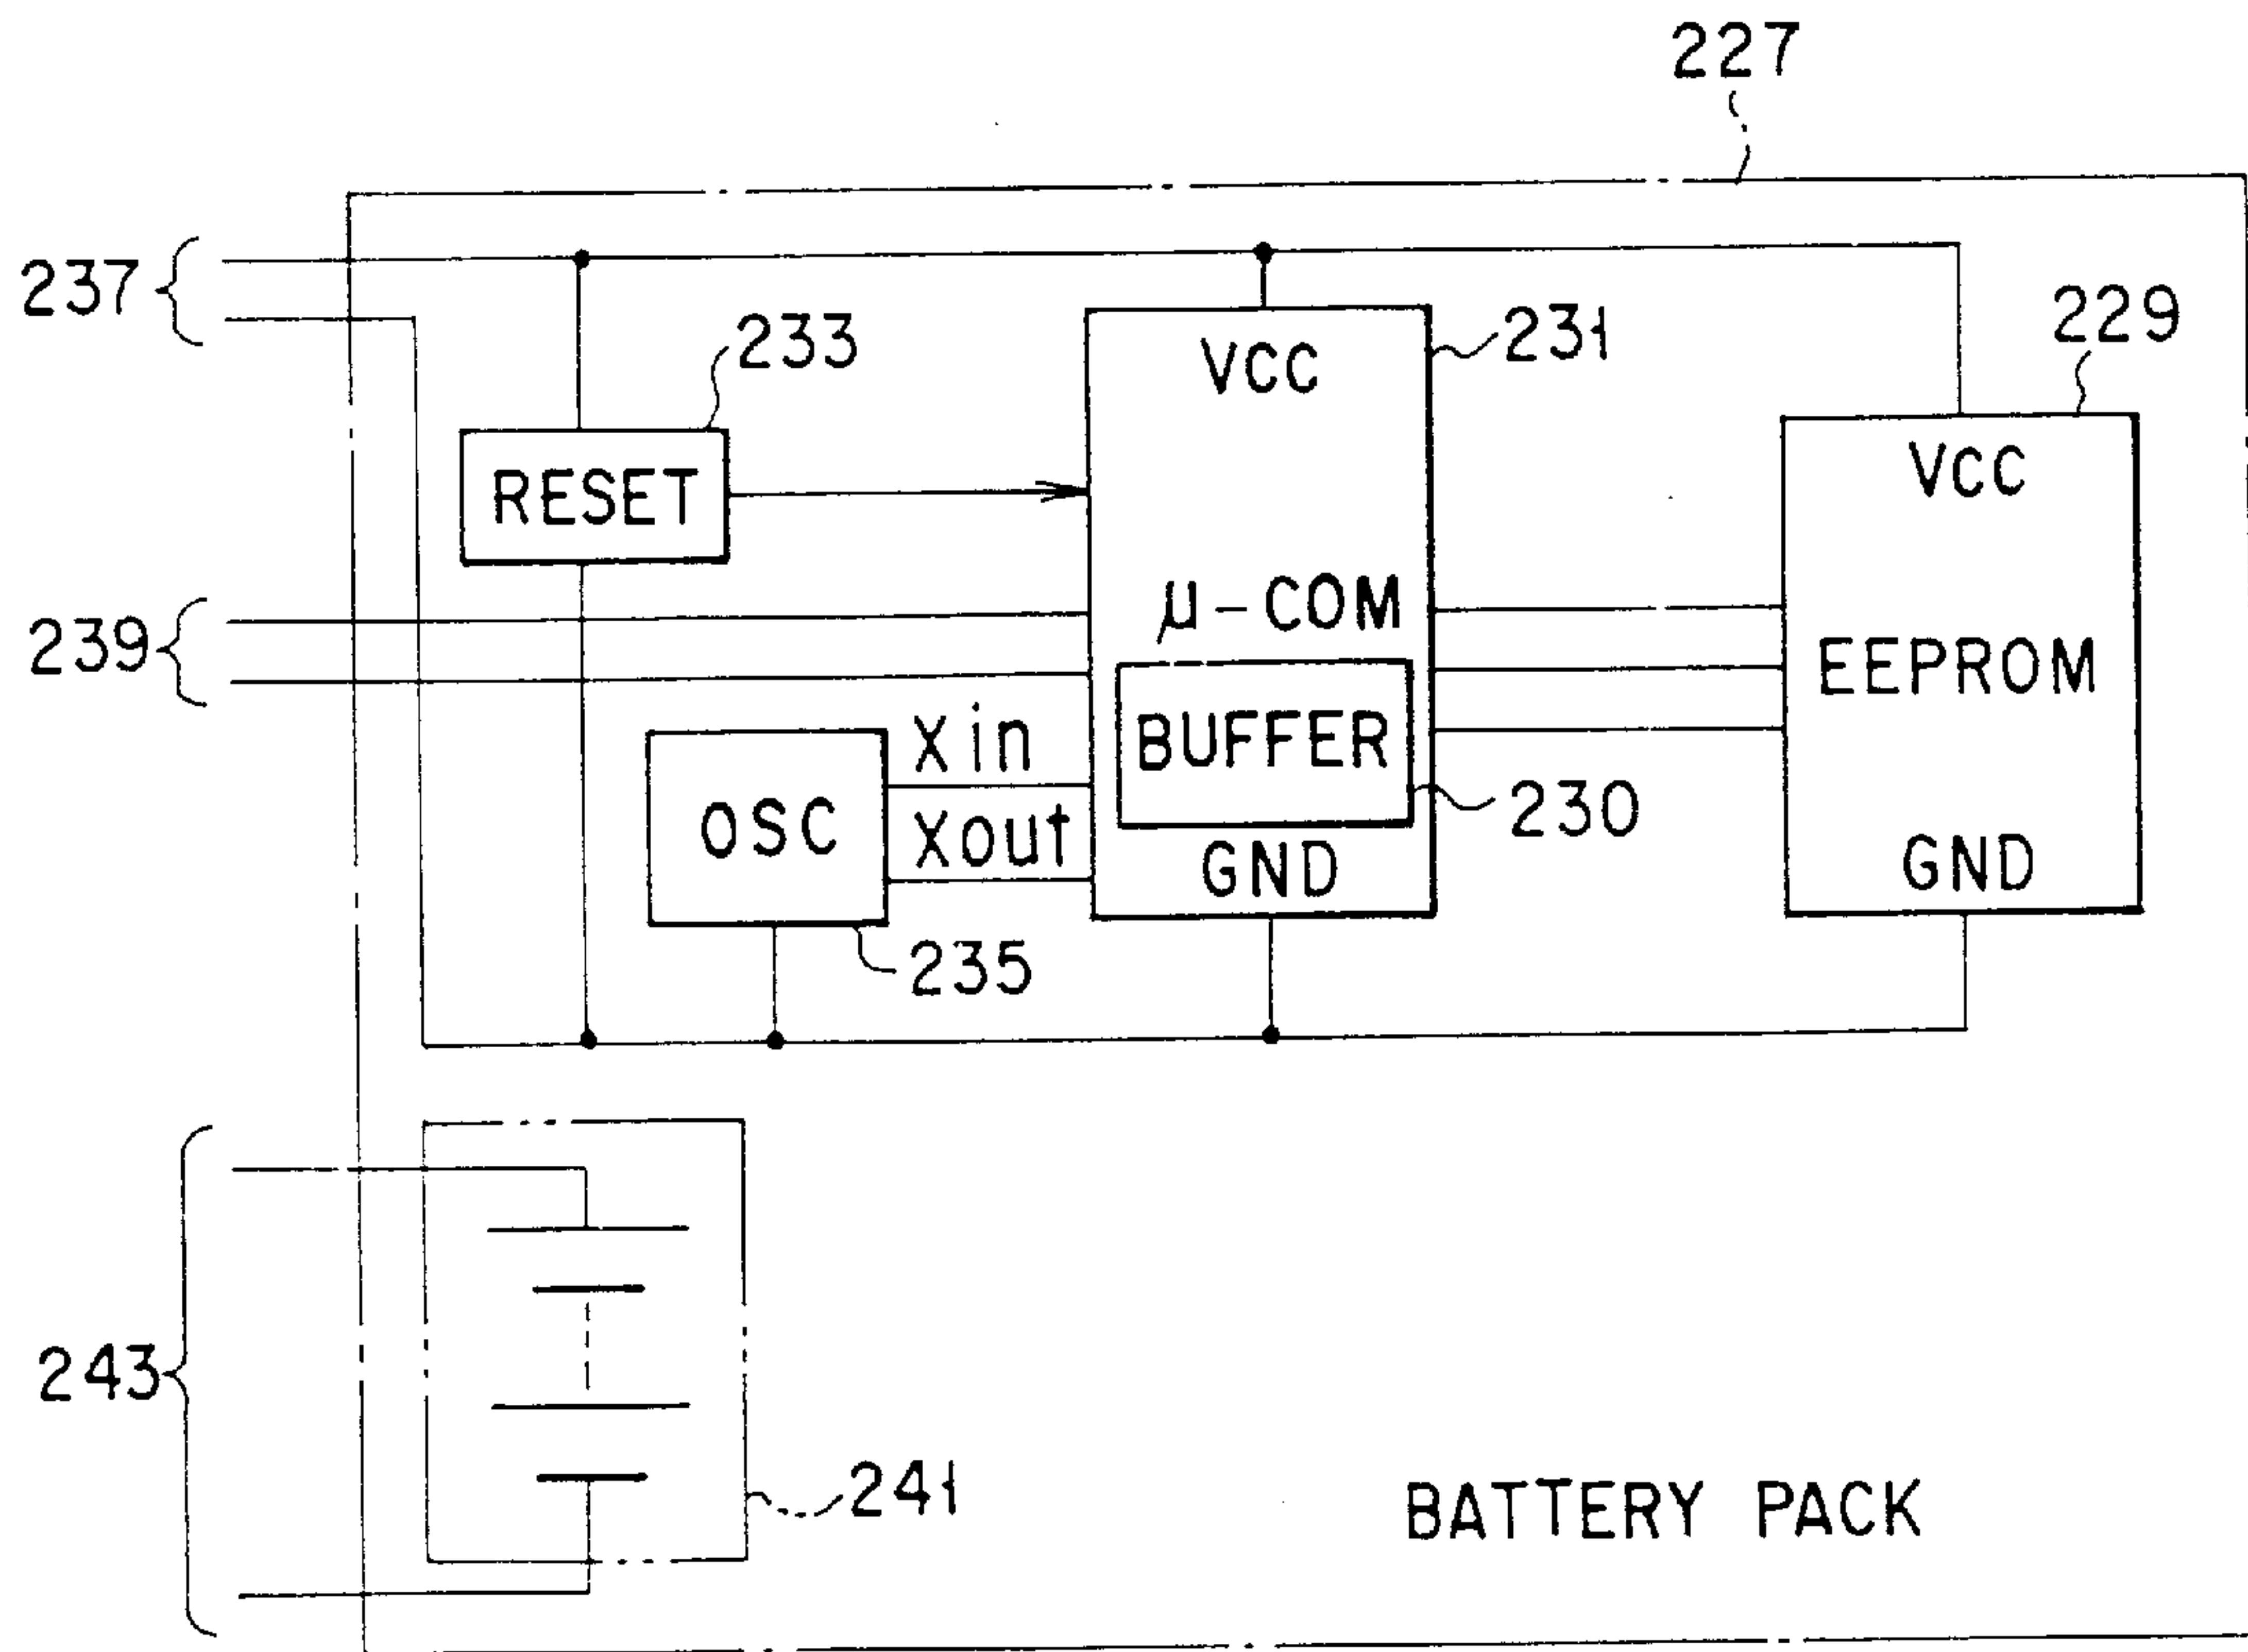 227
237
233
231
229
VCC
VCC
RESET
μ-COM
239
EEPROM
Xin
BUFFER
OSC
Xout
230
GND
GND
235
243
241
BATTERY PACK